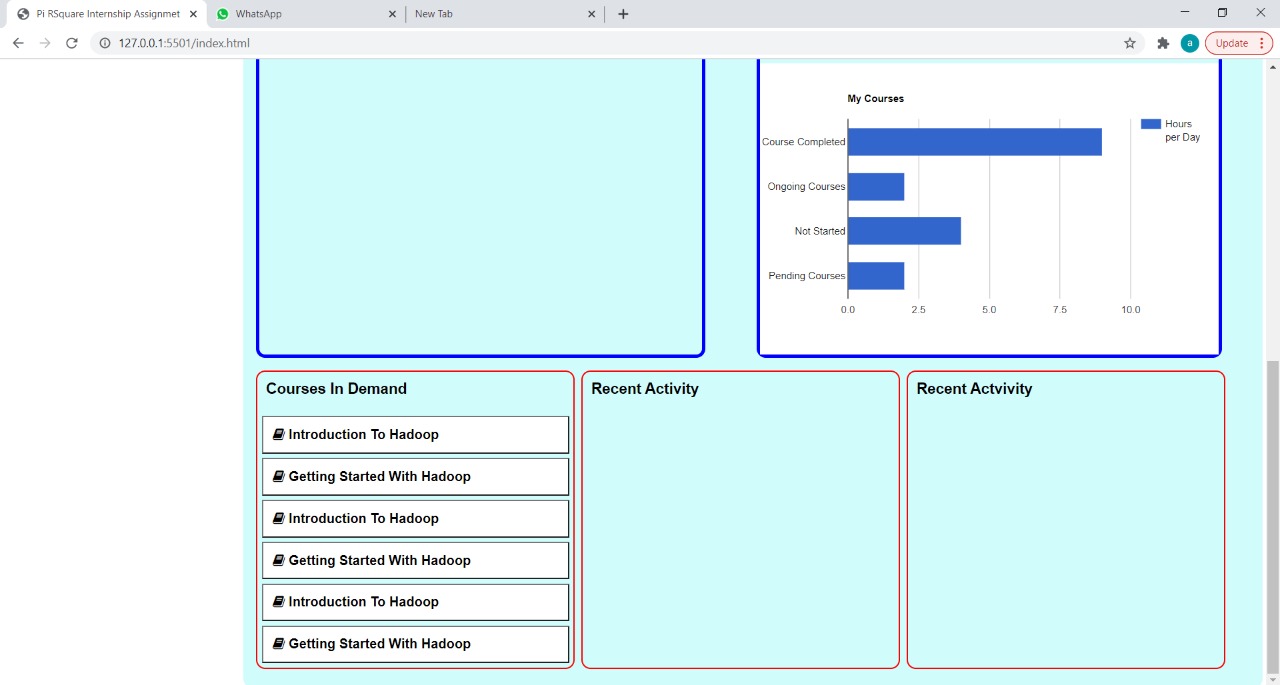 Pi RSquare Internship Assignmet
WhatsApp
New Tab
127.0.0.1:5501/index.html
a
Update
My Courses
Hours
per Day
Course Completed
Ongoing Courses
Not Started
Pending Courses
0.0 2.5 5.0 7.5 10.0
Courses In Demand
Introduction To Hadoop
Getting Started With Hadoop
Introduction To Hadoop
Getting Started With Hadoop
Introduction To Hadoop
Getting Started With Hadoop
Recent Activity
Recent Actvivity